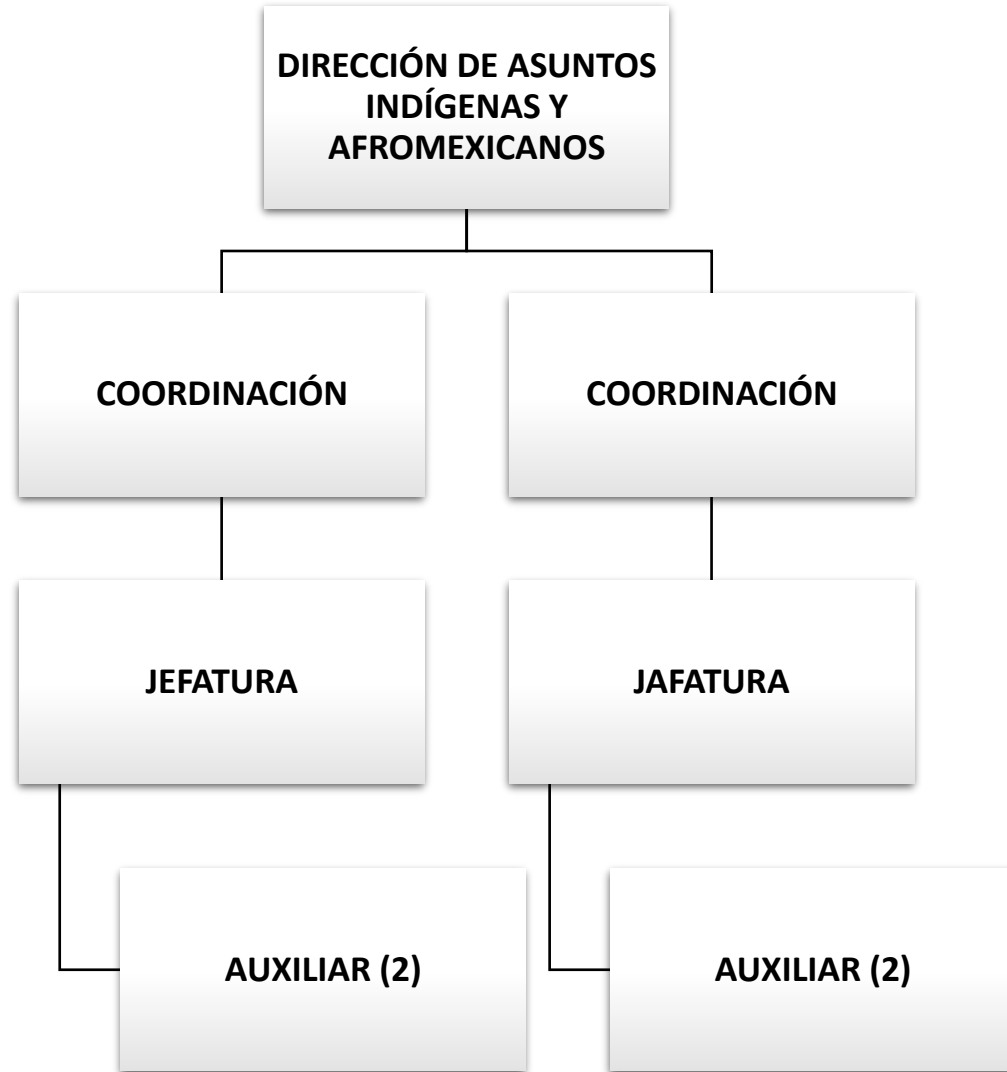 DIRECCIÓN DE ASUNTOS
INDÍGENAS Y
AFROMEXICANOS
COORDINACIÓN
COORDINACIÓN
JEFATURA
JAFATURA
AUXILIAR (2)
AUXILIAR (2)